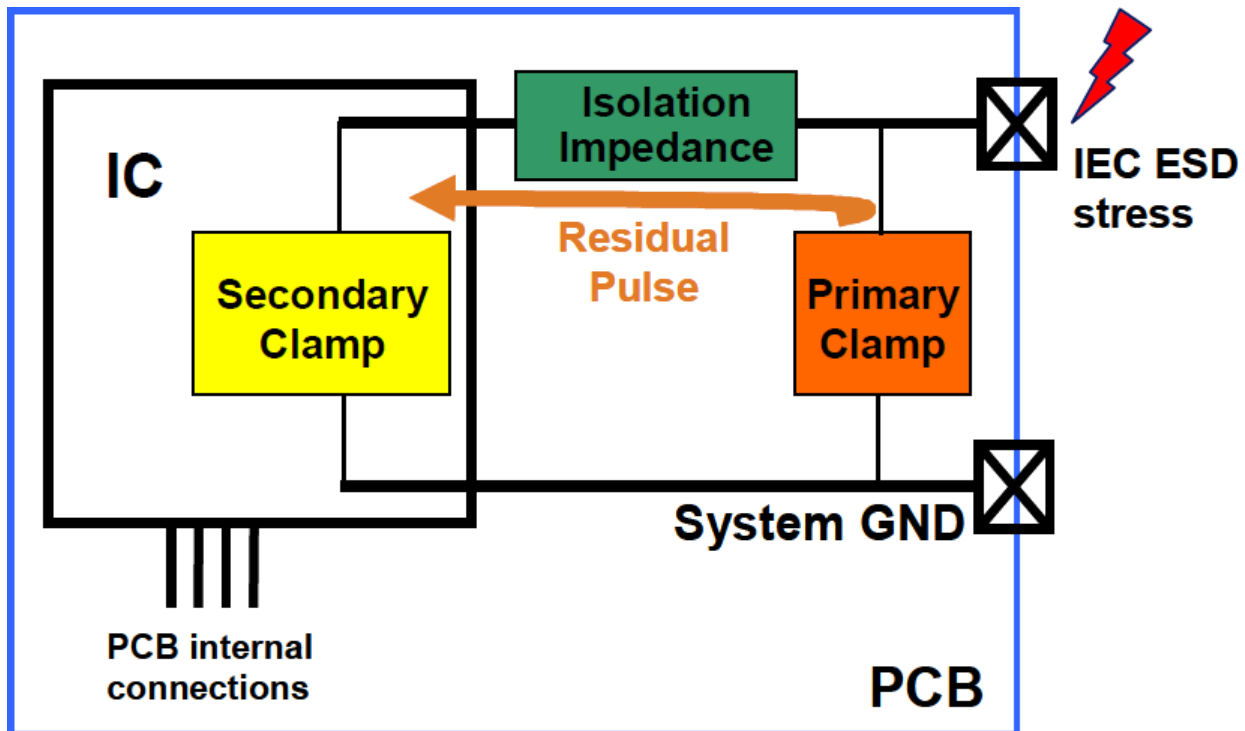 Isolation
Impedance
IC
IEC ESD
stress
Residual
Pulse
Secondary
Clamp
Primary
Clamp
System GND
PCB internal
connections
PCB